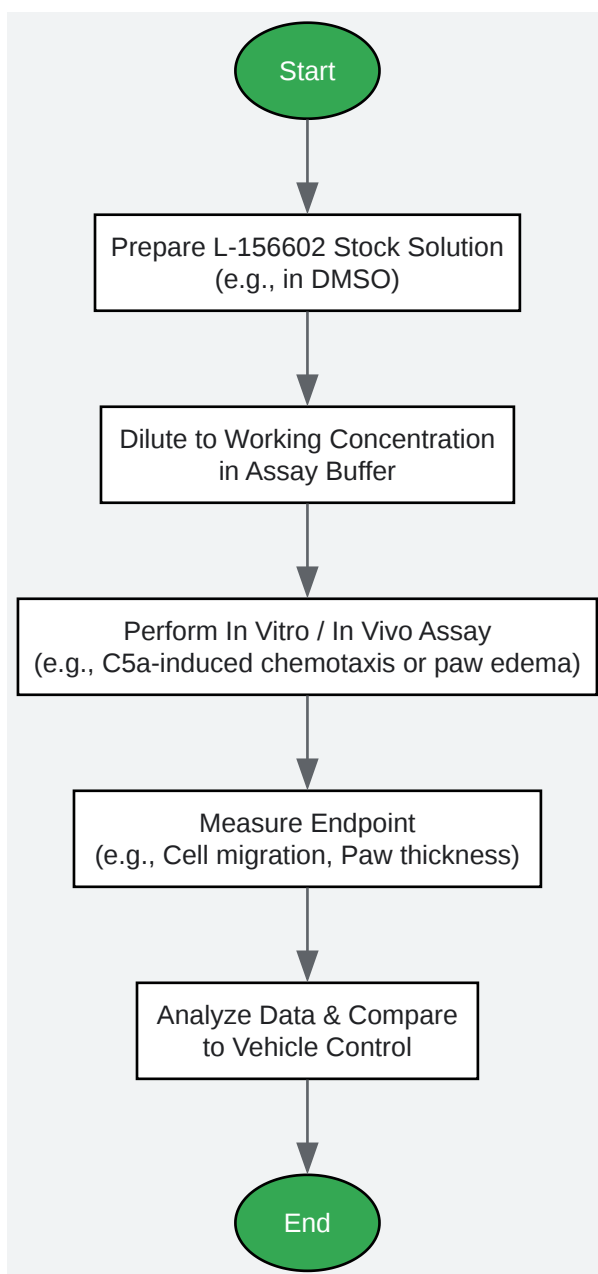 Start
Prepare L-156602 Stock Solution
(e.g., in DMSO)
Dilute to Working Concentration
in Assay Buffer
Perform In Vitro / In Vivo Assay
(e.g., C5a-induced chemotaxis or paw edema)
Measure Endpoint
(e.g., Cell migration, Paw thickness)
Analyze Data & Compare
to Vehicle Control
End